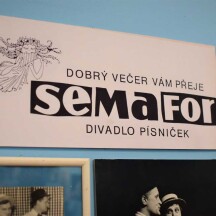 DOBRÝ VEČER VÁM PŘEJE
SEMAFOR
DIVADLO PÍSNIČEK